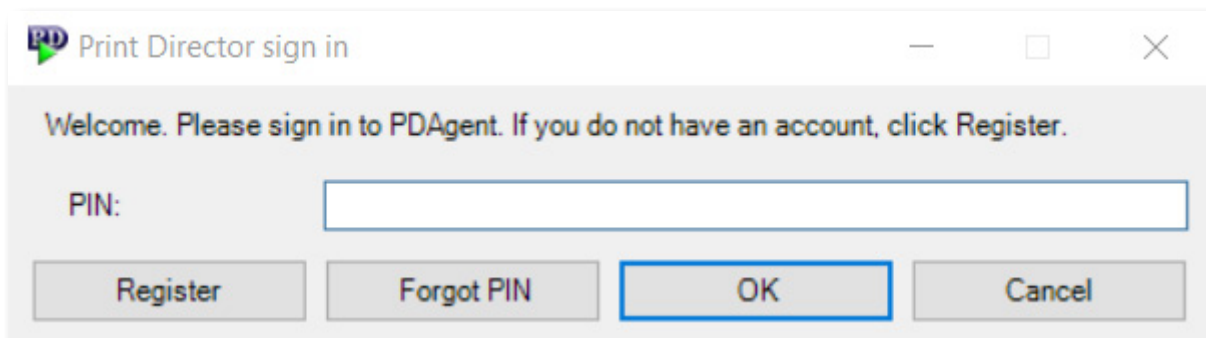 PD Print Director sign in
Welcome. Please sign in to PDAgent. If you do not have an account, click Register.
PIN:
Register Forgot PIN OK Cancel